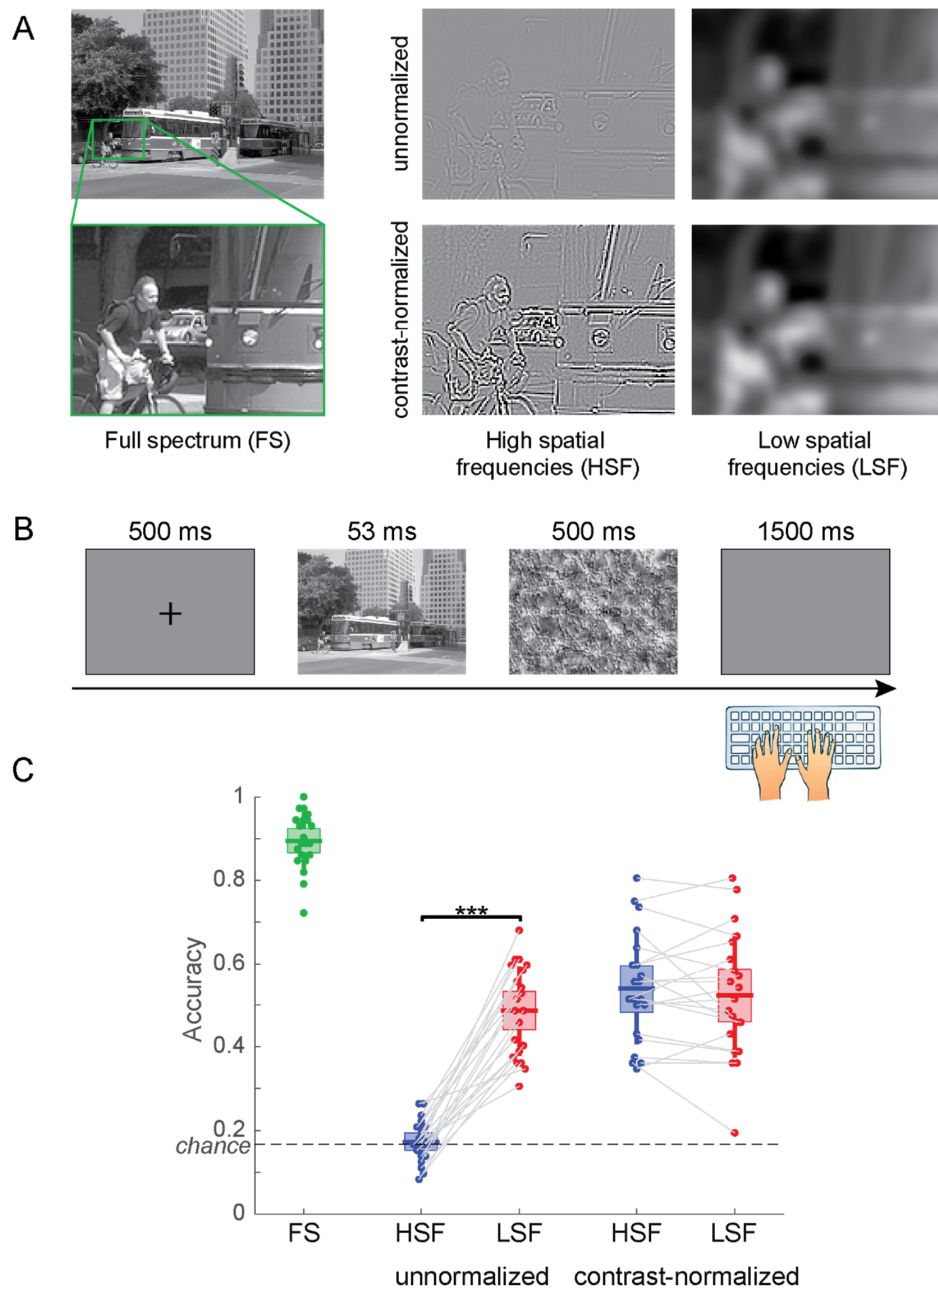 A
unnormalized
contrast-normalized
Full spectrum (FS)
High spatial
frequencies (HSF)
Low spatial
frequencies (LSF)
B
500 ms
53 ms
500 ms
1500 ms
C
Accuracy
1
0.8
0.6
0.4
0.2
0
chance
***
FS
HSF
LSF
HSF
LSF
unnormalized
contrast-normalized